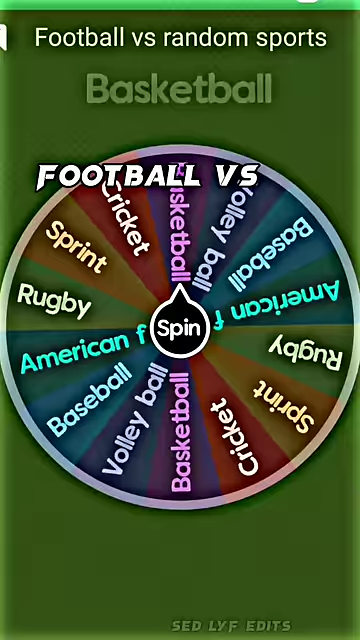 Football vs random sports
Basketball
FOOTBALL VS
Basketball
Volley ball
Baseball
American f
Rugby
Sprint
Cricket
Basketball
Volley ball
Baseball
American f
Rugby
Sprint
Cricket
Spin
SED LYF EDITS